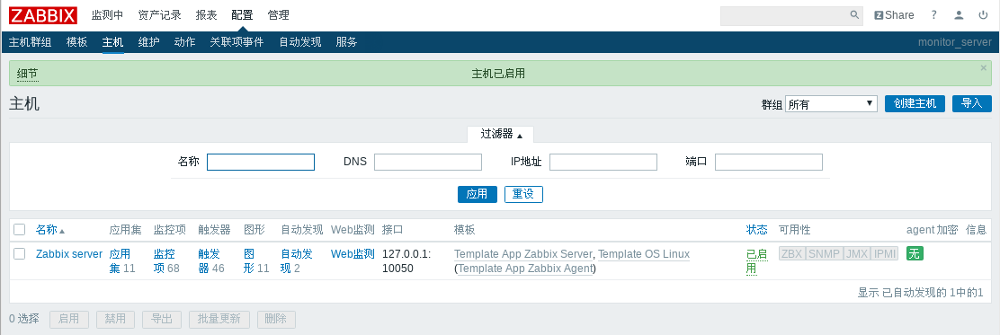 ZABBIX 监测中 资产记录 报表 配置 管理 Z Share ?
主机群组 模板 主机 维护 动作 关联项事件 自动发现 服务 monitor_server
细节 主机已启用 ×
主机 群组 所有 创建主机 导入
过滤器
名称 DNS IP地址 端口
应用 重设
名称 应用集 监控项 触发器 图形 自动发现 Web监测 接口 模板 状态 可用性 agent 加密 信息
Zabbix server 应用集 11 监控项 68 触发器 46 图形 11 自动发现 2 Web监测 127.0.0.1: 10050 Template App Zabbix Server, Template OS Linux (Template App Zabbix Agent) 已启用 ZBX SNMP JMX IPMI 无
显示 已自动发现的 1中的1
0 选择 启用 禁用 导出 批量更新 删除